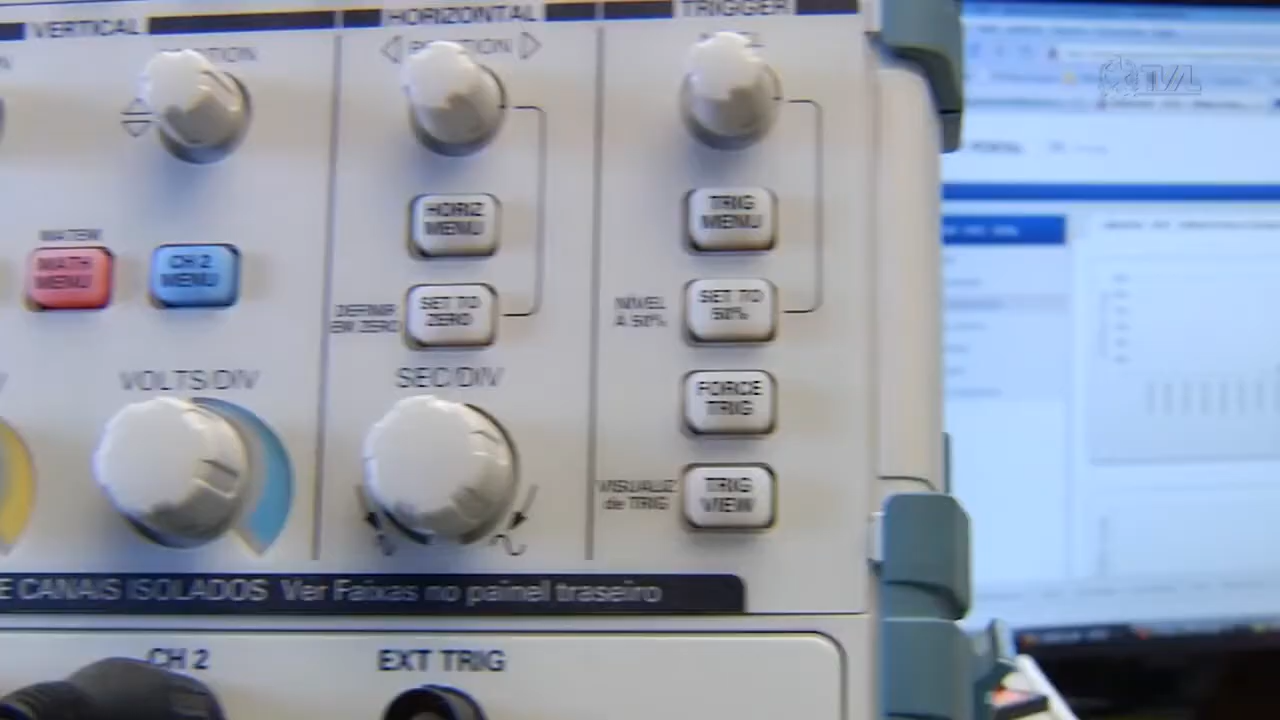 VERTICAL
HORIZONTAL
TRIGGER
MATEM
MATH
MENU
CH 2
MENU
HORIZ
MENU
TRIG
MENU
DEFINIR
EM ZERO
SET TO
ZERO
NÍVEL
A 50%
SET TO
50%
VOLTS/DIV
SEC/DIV
FORCE
TRIG
VISUALIZ
de TRIG
TRIG
VIEW
E CANAIS ISOLADOS Ver Faixas no painel traseiro
CH 2
EXT TRIG